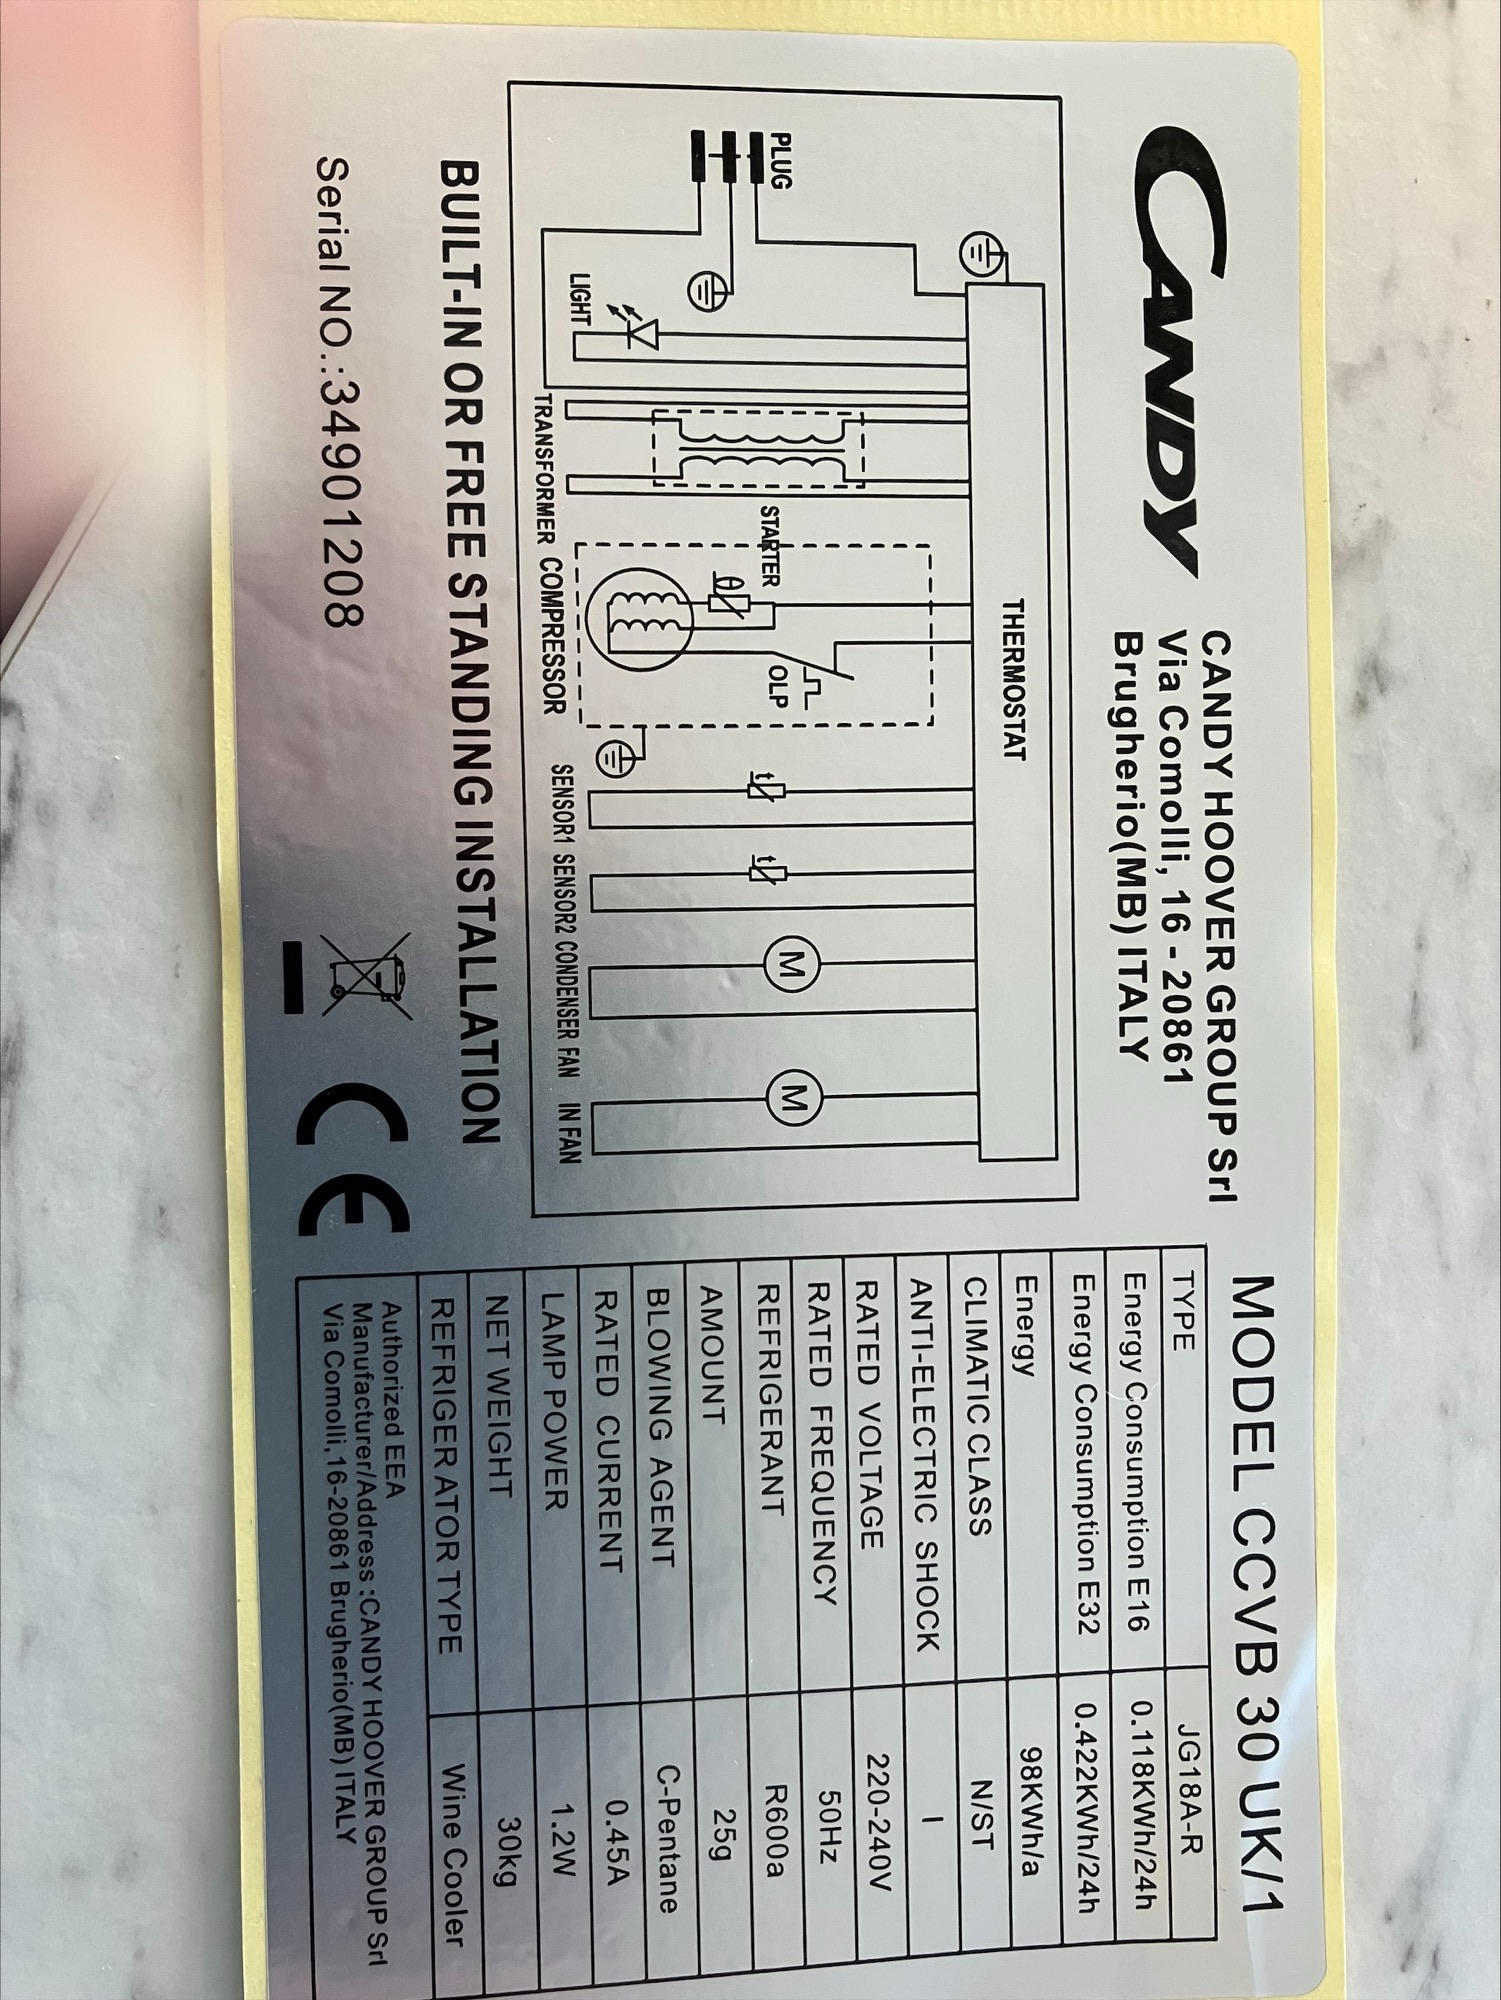 CANDY
CANDY HOOVER GROUP Srl
Via Comolli, 16 - 20861
Brugherio(MB) ITALY
THERMOSTAT
PLUG
STARTER
θ
OLP
t
t
M
M
LIGHT
TRANSFORMER
COMPRESSOR
SENSOR1
SENSOR2
CONDENSER FAN
IN FAN
BUILT-IN OR FREE STANDING INSTALLATION
Serial NO.:34901208
CE
MODEL CCVB 30 UK/1
TYPE JG18A-R
Energy Consumption E16 0.118KWh/24h
Energy Consumption E32 0.422KWh/24h
Energy 98KWh/a
CLIMATIC CLASS N/ST
ANTI-ELECTRIC SHOCK I
RATED VOLTAGE 220-240V
RATED FREQUENCY 50Hz
REFRIGERANT R600a
AMOUNT 25g
BLOWING AGENT C-Pentane
RATED CURRENT 0.45A
LAMP POWER 1.2W
NET WEIGHT 30kg
REFRIGERATOR TYPE Wine Cooler
Authorized EEA
Manufacturer/Address :CANDY HOOVER GROUP Srl
Via Comolli,16-20861 Brugherio(MB) ITALY